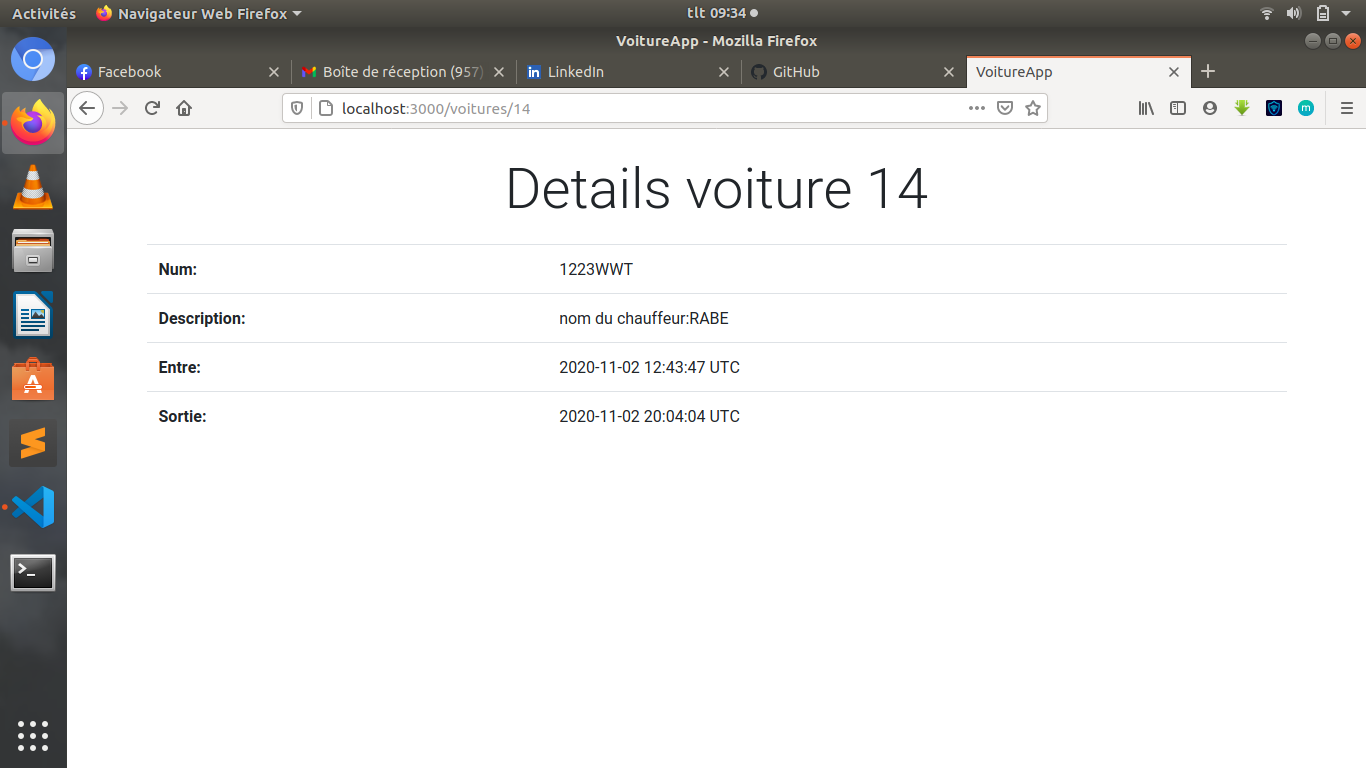 Activités Navigateur Web Firefox tlt 09:34
VoitureApp - Mozilla Firefox
Facebook Boîte de réception (957) LinkedIn GitHub VoitureApp
localhost:3000/voitures/14
Details voiture 14
Num: 1223WWT
Description: nom du chauffeur:RABE
Entre: 2020-11-02 12:43:47 UTC
Sortie: 2020-11-02 20:04:04 UTC